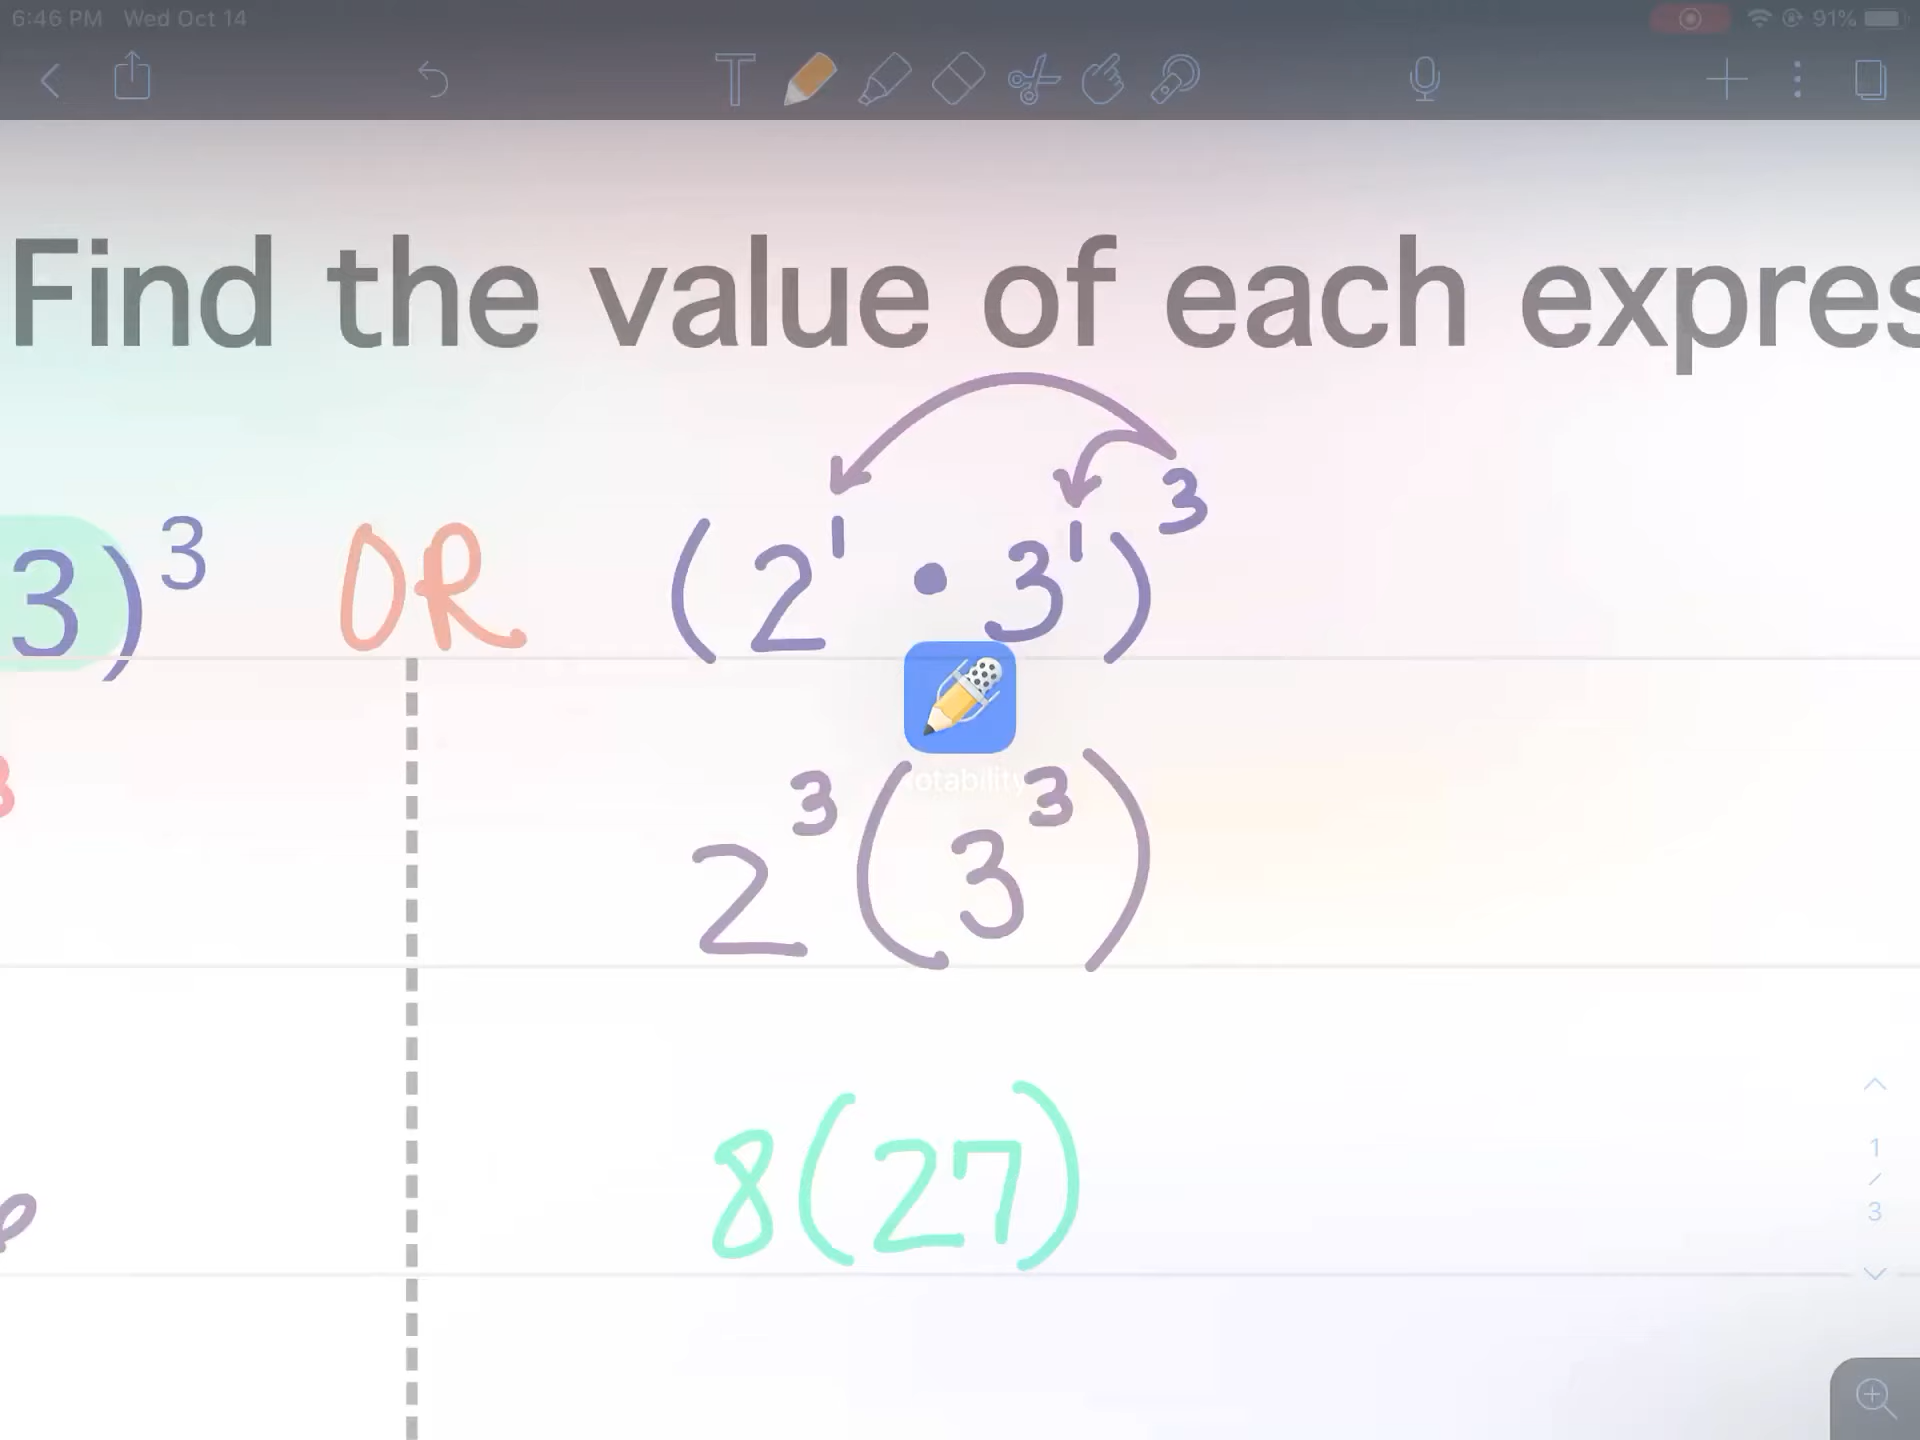 6:46 PM Wed Oct 14 91%
Find the value of each expres
3)³ OR (2¹ • 3¹)³
2³(3³)
8(27)
1
/
3